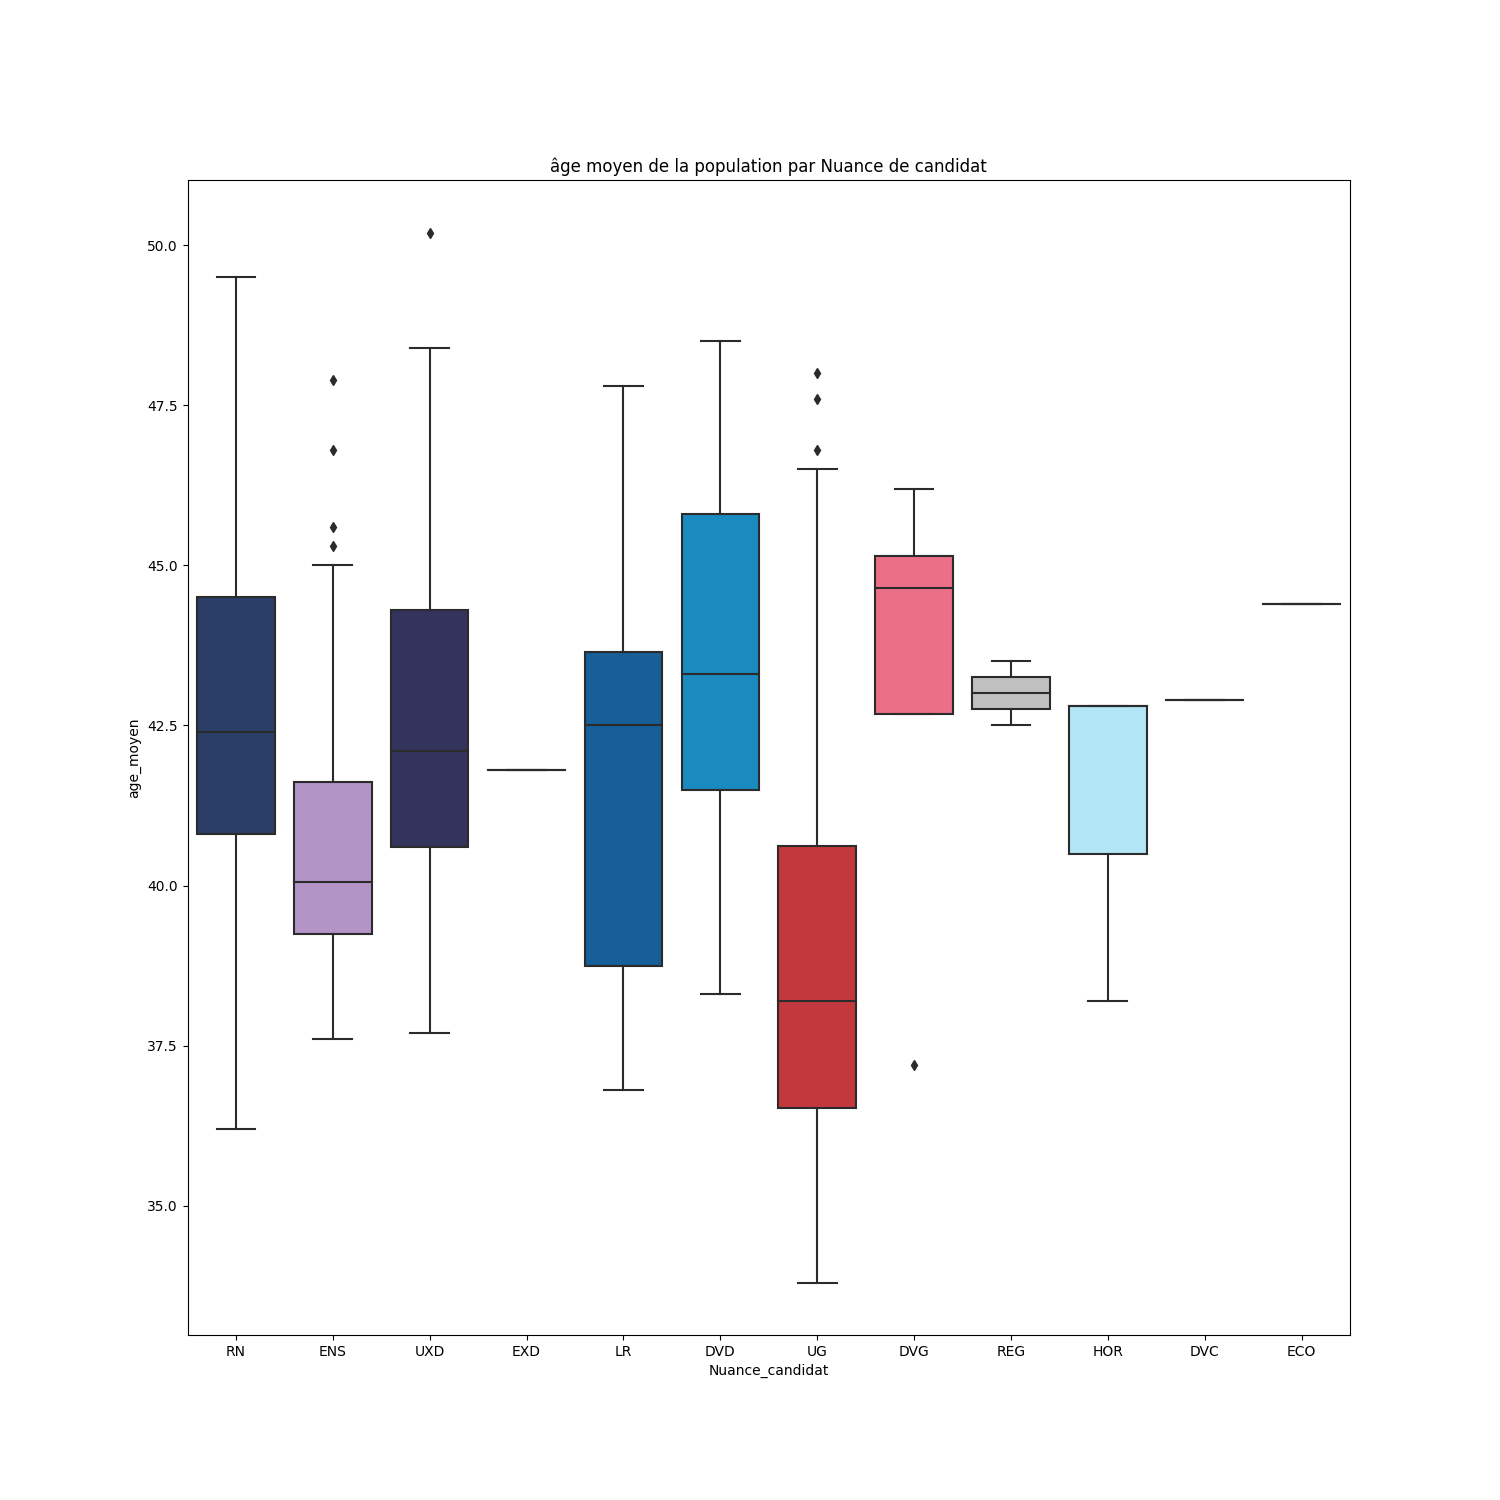 âge moyen de la population par Nuance de candidat
50.0
47.5
45.0
42.5
40.0
37.5
35.0
age_moyen
RN ENS UXD EXD LR DVD UG DVG REG HOR DVC ECO
Nuance_candidat